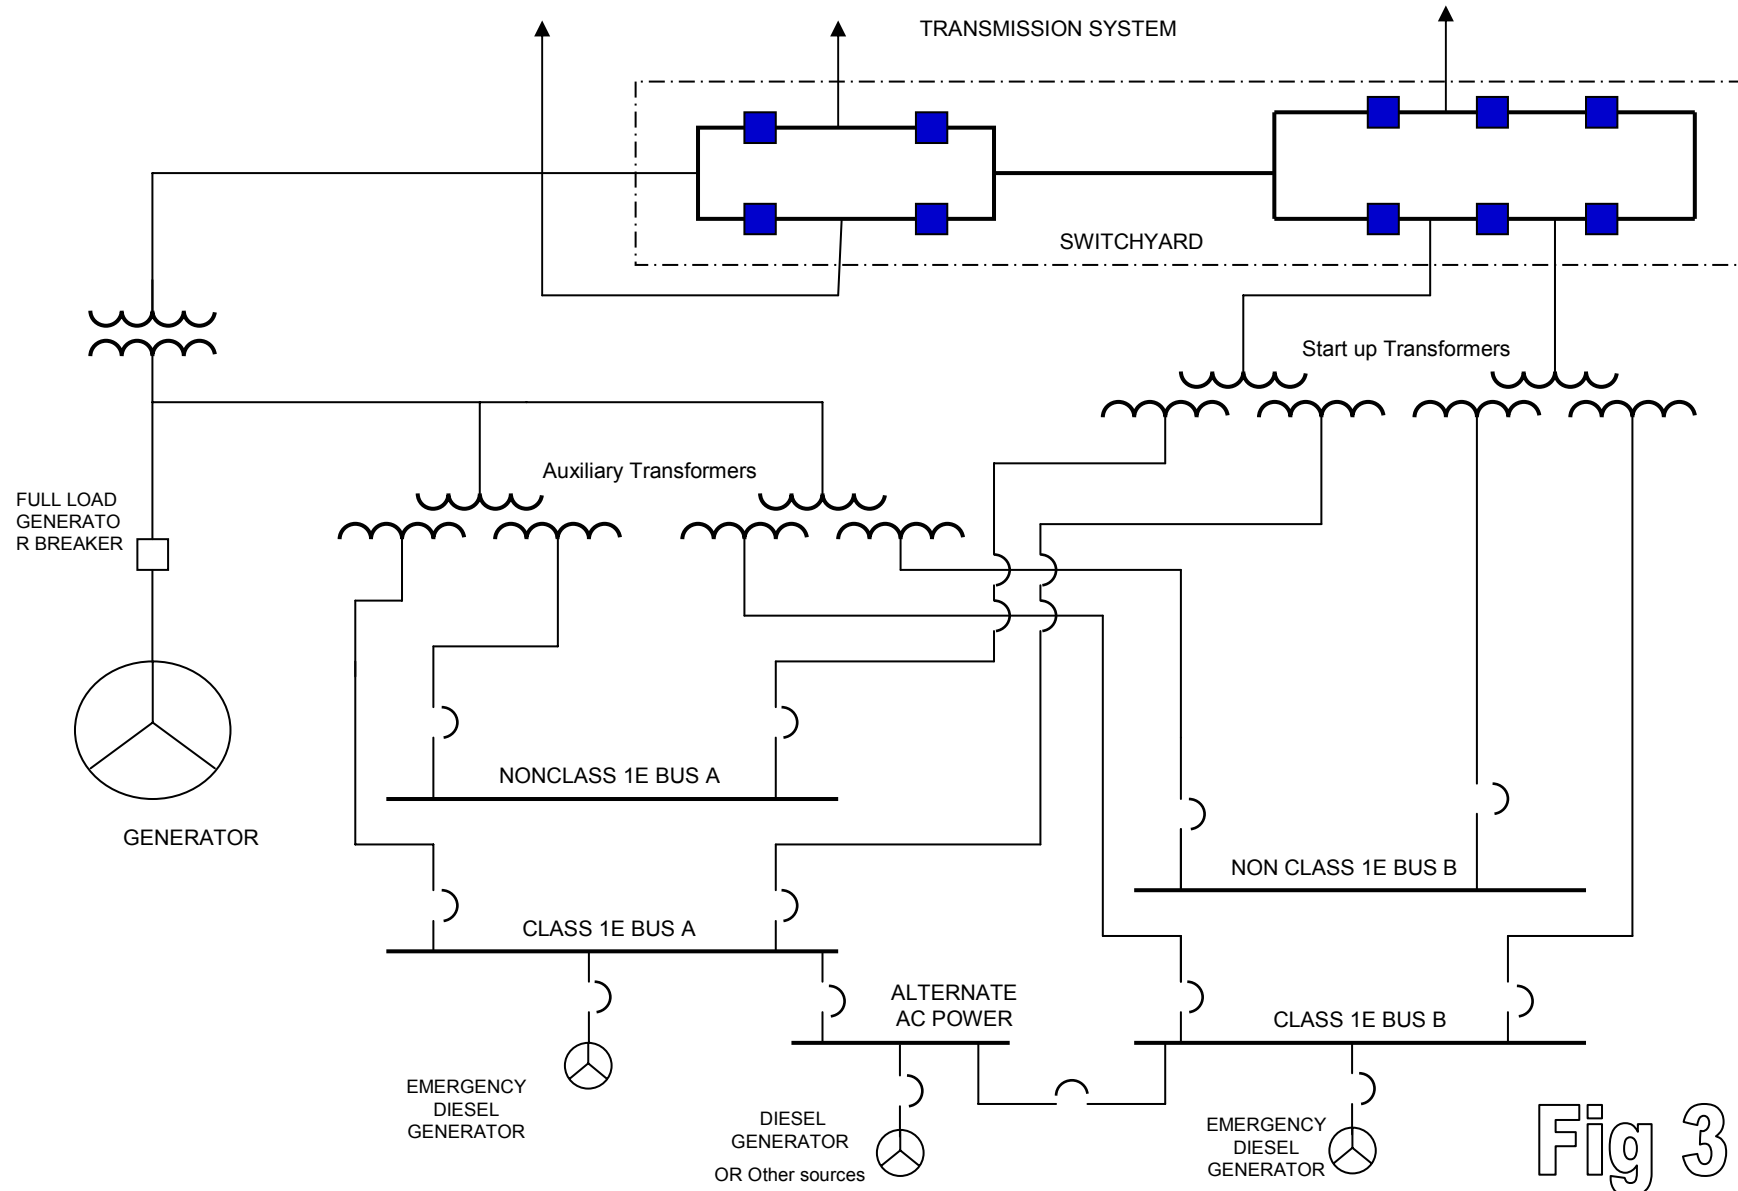 TRANSMISSION SYSTEM
SWITCHYARD
Start up Transformers
Auxiliary Transformers
FULL LOAD
GENERATO
R BREAKER
GENERATOR
NONCLASS 1E BUS A
NON CLASS 1E BUS B
CLASS 1E BUS A
ALTERNATE
AC POWER
CLASS 1E BUS B
EMERGENCY
DIESEL
GENERATOR
DIESEL
GENERATOR
OR Other sources
EMERGENCY
DIESEL
GENERATOR
Fig 3